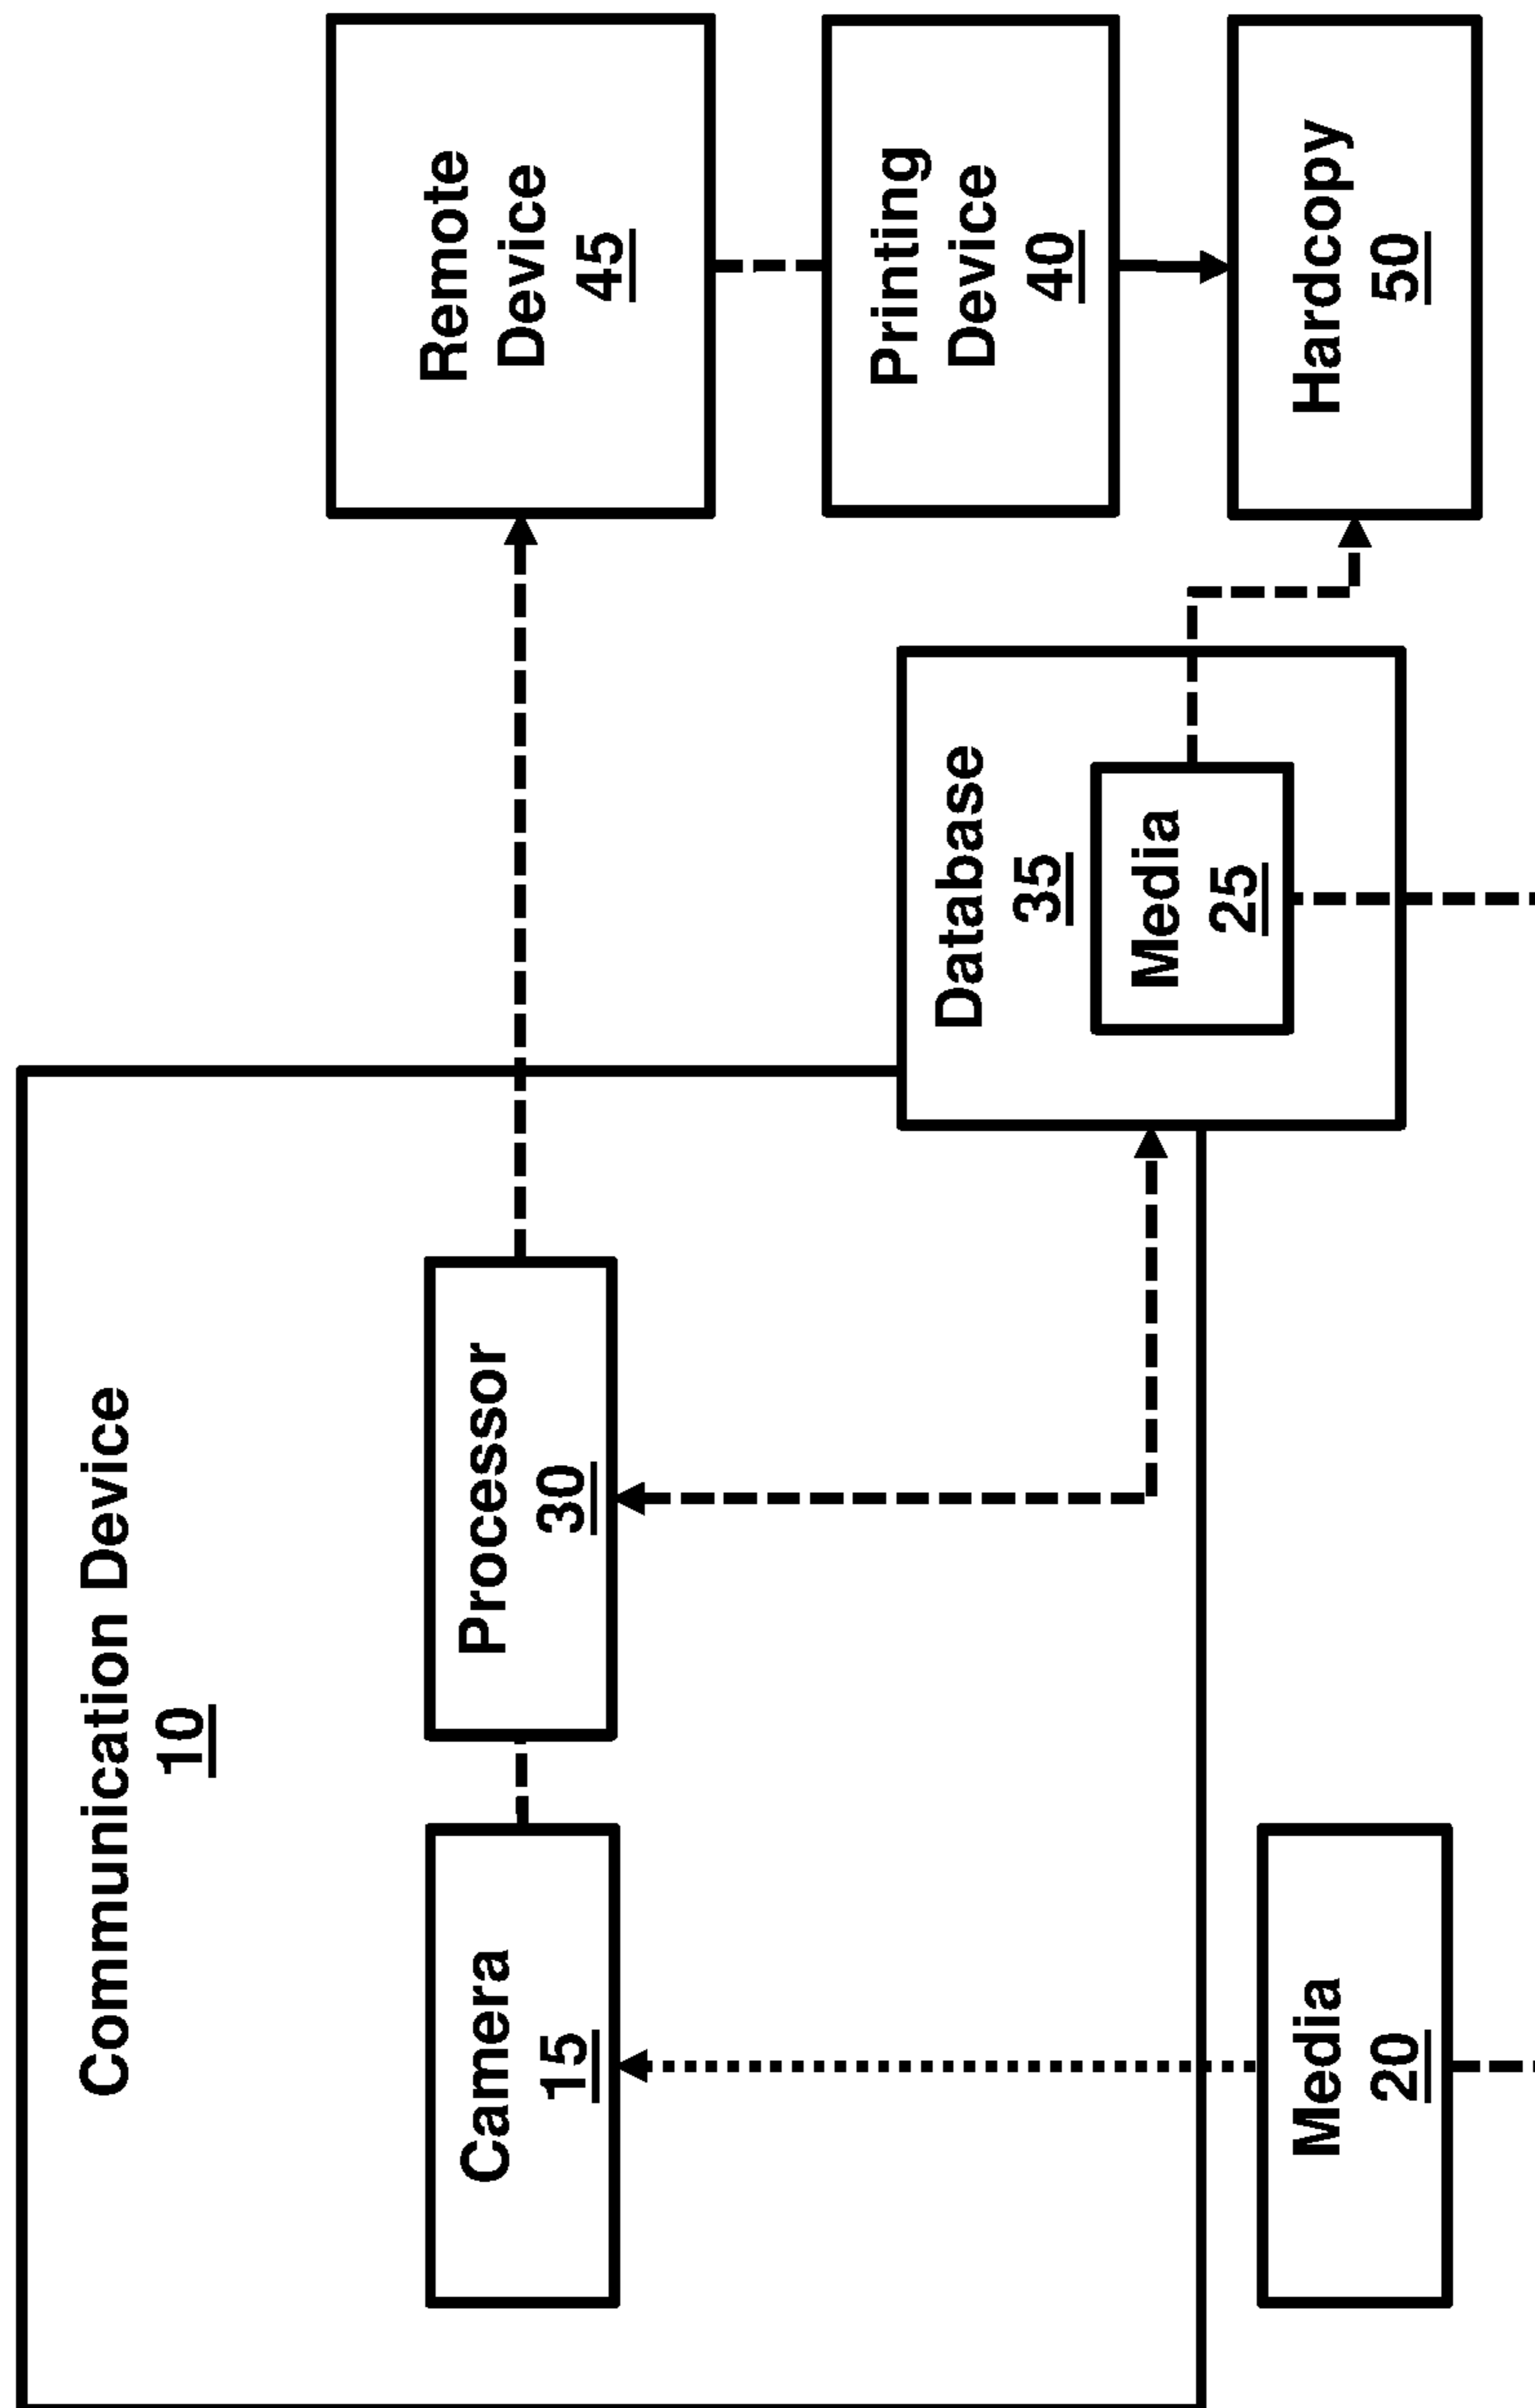 Communication Device
10
Camera
15
Processor
30
Remote
Device
45
Database
35
Media
25
Printing
Device
40
Media
20
Hardcopy
50